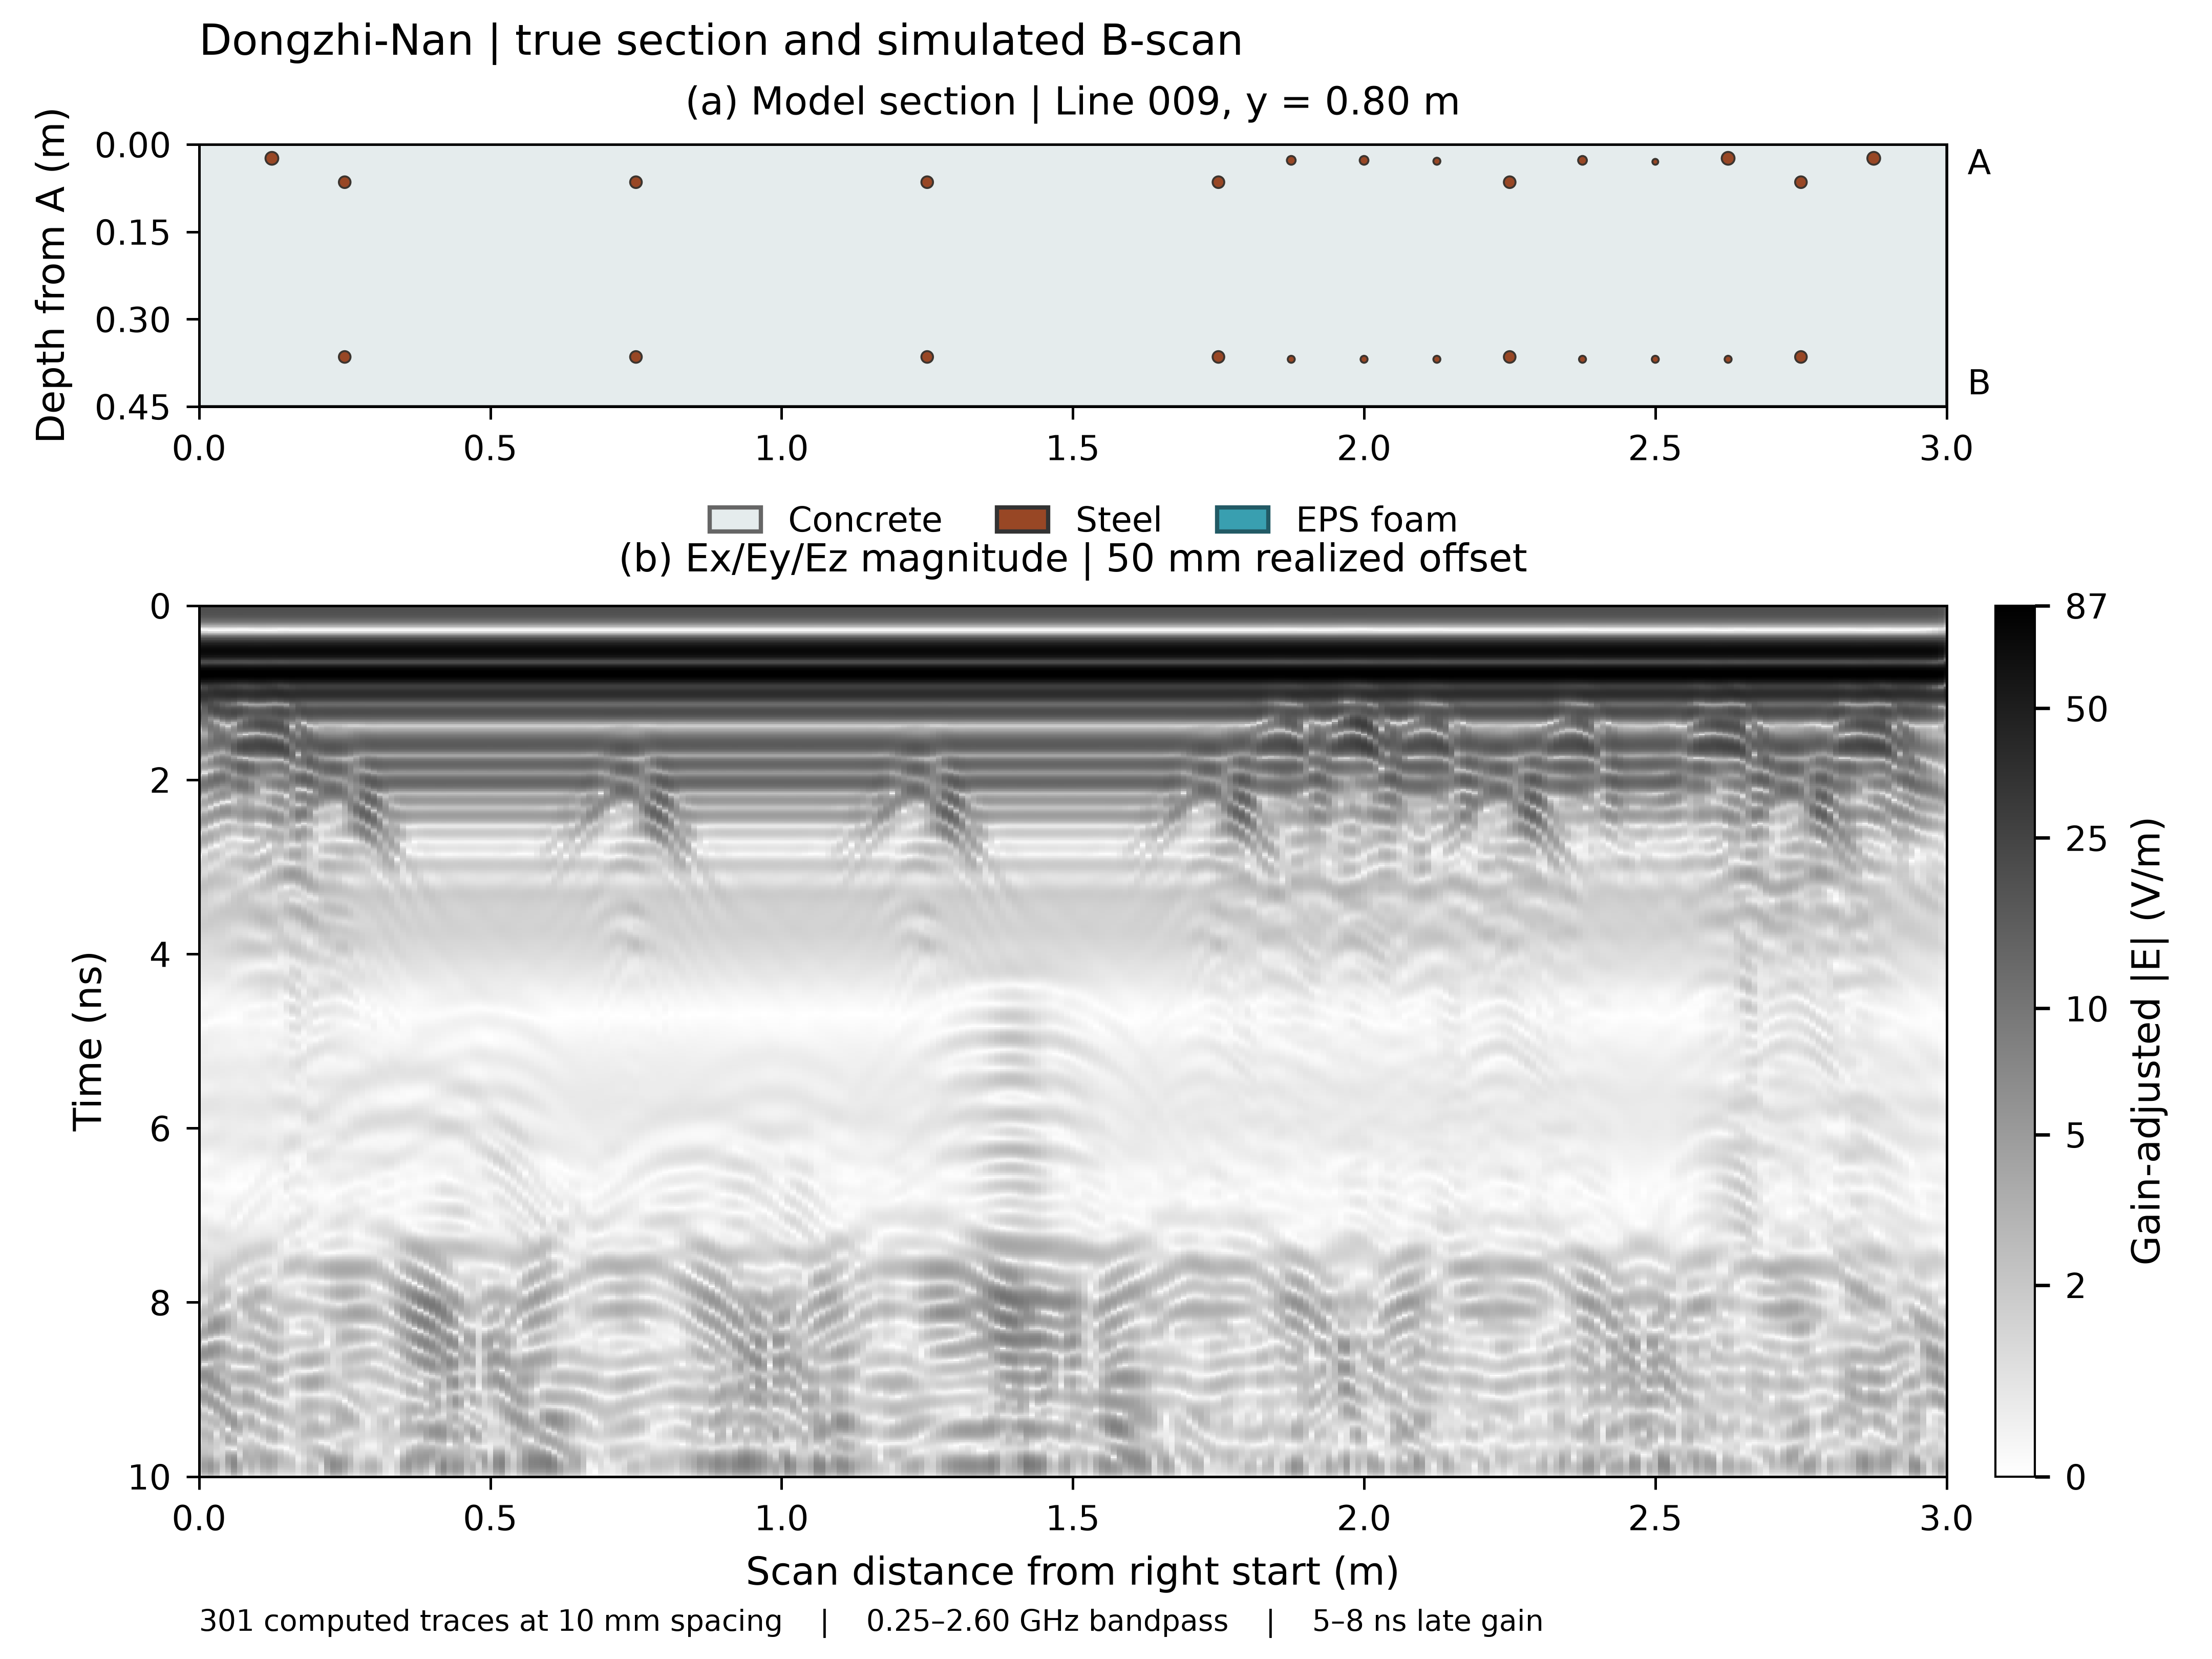 Dongzhi-Nan | true section and simulated B-scan
(a) Model section | Line 009, y = 0.80 m
Depth from A (m)
0.00
0.15
0.30
0.45
A
B
0.0 0.5 1.0 1.5 2.0 2.5 3.0
Concrete Steel EPS foam
(b) Ex/Ey/Ez magnitude | 50 mm realized offset
Time (ns)
0
2
4
6
8
10
0.0 0.5 1.0 1.5 2.0 2.5 3.0
Scan distance from right start (m)
87
50
25
10
5
2
0
Gain-adjusted |E| (V/m)
301 computed traces at 10 mm spacing | 0.25–2.60 GHz bandpass | 5–8 ns late gain